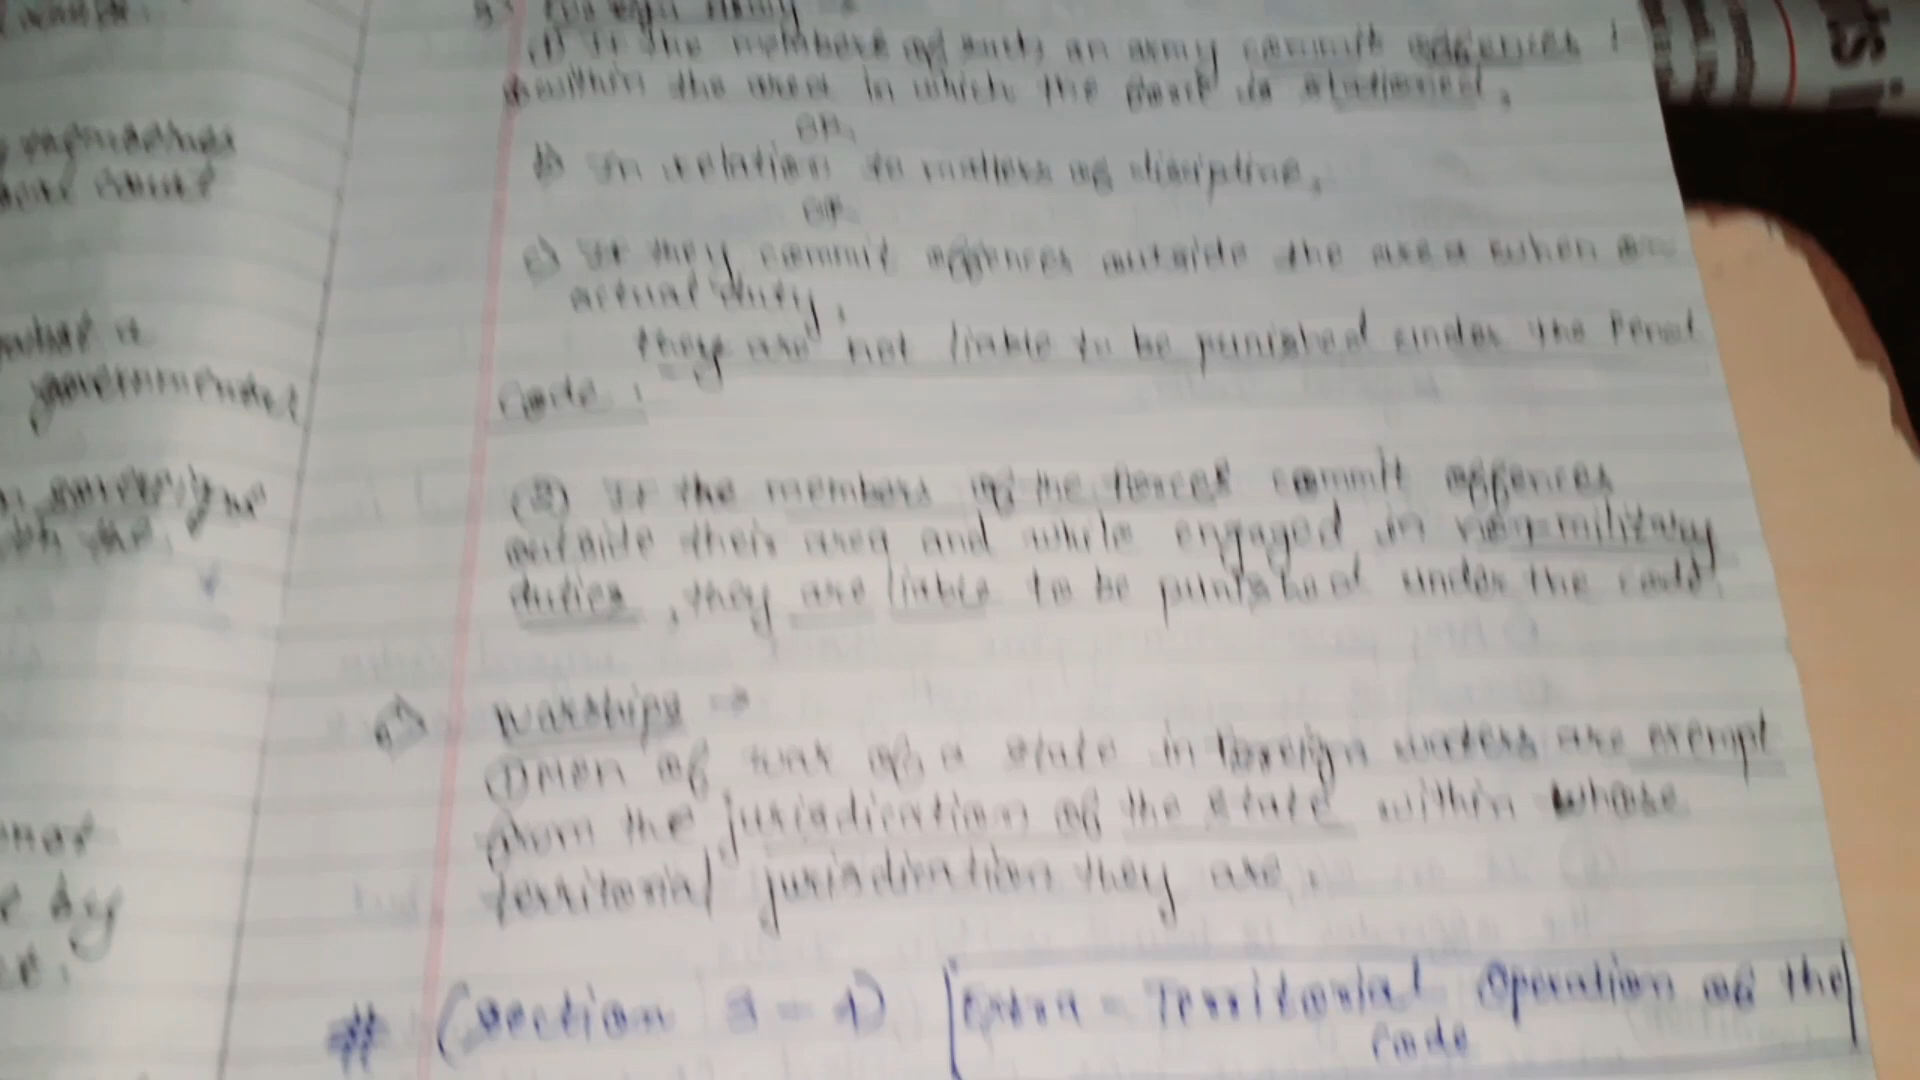 (1) If the members of such an army commit offences
within the area in which the force is stationed,
OR,
b) In relation to matters of discipline,
OR
c) If they commit offences outside the area when on
actual duty,
they are not liable to be punished under the Penal
Code.
(2) If the members of the forces commit offences
outside their area and while engaged in non-military
duties, they are liable to be punished under the code.
Warships →
(1) Men of war of a state in foreign waters are exempt
from the jurisdication of the state within whose
territorial jurisdication they are.
# (Section 3-4) [Extra-Territorial Operation of the
Code
governmental
by